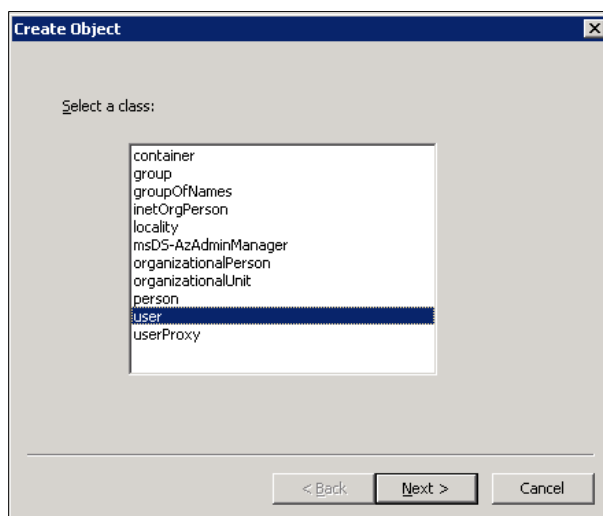 Create Object
Select a class:
container
group
groupOfNames
inetOrgPerson
locality
msDS-AzAdminManager
organizationalPerson
organizationalUnit
person
user
userProxy
< Back Next > Cancel